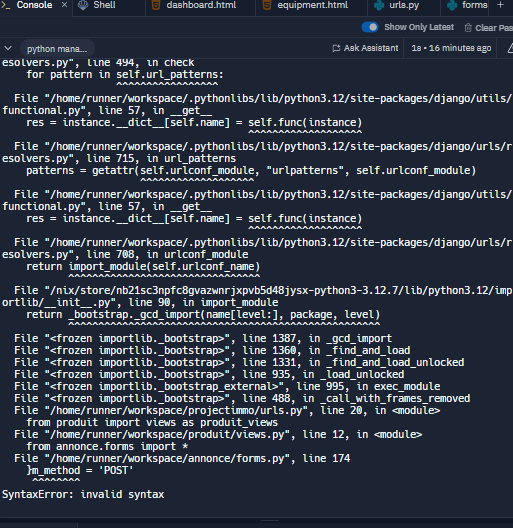 Console
Shell
dashboard.html
equipment.html
urls.py
forms
Show Only Latest
Clear Pas
python mana...
Ask Assistant
1s • 16 minutes ago
esolvers.py", line 494, in check
for pattern in self.url_patterns:
^^^^^^^^^^^^^^^^^
File "/home/runner/workspace/.pythonlibs/lib/python3.12/site-packages/django/utils/
functional.py", line 57, in __get__
res = instance.__dict__[self.name] = self.func(instance)
^^^^^^^^^^^^^^^^^^^
File "/home/runner/workspace/.pythonlibs/lib/python3.12/site-packages/django/urls/r
esolvers.py", line 715, in url_patterns
patterns = getattr(self.urlconf_module, "urlpatterns", self.urlconf_module)
^^^^^^^^^^^^^^^^^^^
File "/home/runner/workspace/.pythonlibs/lib/python3.12/site-packages/django/utils/
functional.py", line 57, in __get__
res = instance.__dict__[self.name] = self.func(instance)
^^^^^^^^^^^^^^^^^^^
File "/home/runner/workspace/.pythonlibs/lib/python3.12/site-packages/django/urls/r
esolvers.py", line 708, in urlconf_module
return import_module(self.urlconf_name)
^^^^^^^^^^^^^^^^^^^^^^^^^^^^^^^^
File "/nix/store/nb21sc3npfc8gvazwnrjxpvb5d48jysx-python3-3.12.7/lib/python3.12/imp
ortlib/__init__.py", line 90, in import_module
return _bootstrap._gcd_import(name[level:], package, level)
^^^^^^^^^^^^^^^^^^^^^^^^^^^^^^^^^^^^^^^^^^^^^^^^^^^^
File "<frozen importlib._bootstrap>", line 1387, in _gcd_import
File "<frozen importlib._bootstrap>", line 1360, in _find_and_load
File "<frozen importlib._bootstrap>", line 1331, in _find_and_load_unlocked
File "<frozen importlib._bootstrap>", line 935, in _load_unlocked
File "<frozen importlib._bootstrap_external>", line 995, in exec_module
File "<frozen importlib._bootstrap>", line 488, in _call_with_frames_removed
File "/home/runner/workspace/projectimmo/urls.py", line 20, in <module>
from produit import views as produit_views
File "/home/runner/workspace/produit/views.py", line 12, in <module>
from annonce.forms import *
File "/home/runner/workspace/annonce/forms.py", line 174
}m_method = 'POST'
^^^^^^^^
SyntaxError: invalid syntax